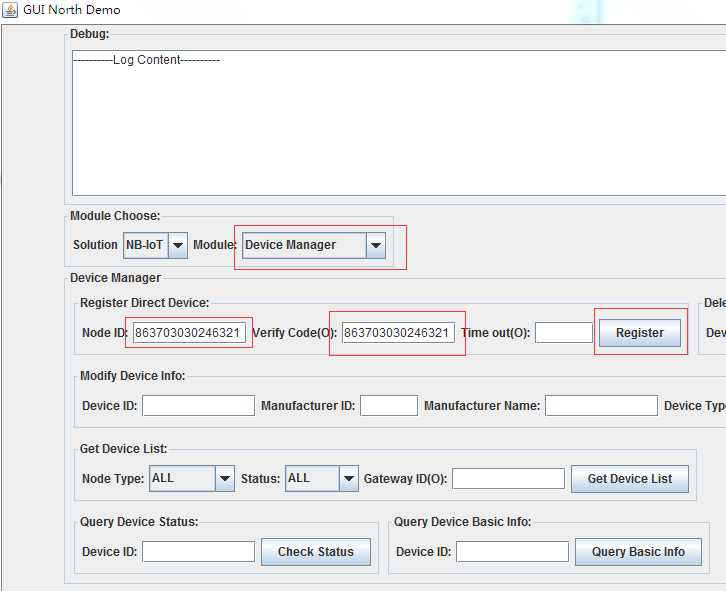 GUI North Demo
Debug:
----------Log Content----------
Module Choose:
Solution NB-IoT Module: Device Manager
Device Manager
Register Direct Device: Dele
Node ID: 863703030246321 Verify Code(O): 863703030246321 Time out(O): Register Dev
Modify Device Info:
Device ID: Manufacturer ID: Manufacturer Name: Device Typ
Get Device List:
Node Type: ALL Status: ALL Gateway ID(O): Get Device List
Query Device Status: Query Device Basic Info:
Device ID: Check Status Device ID: Query Basic Info